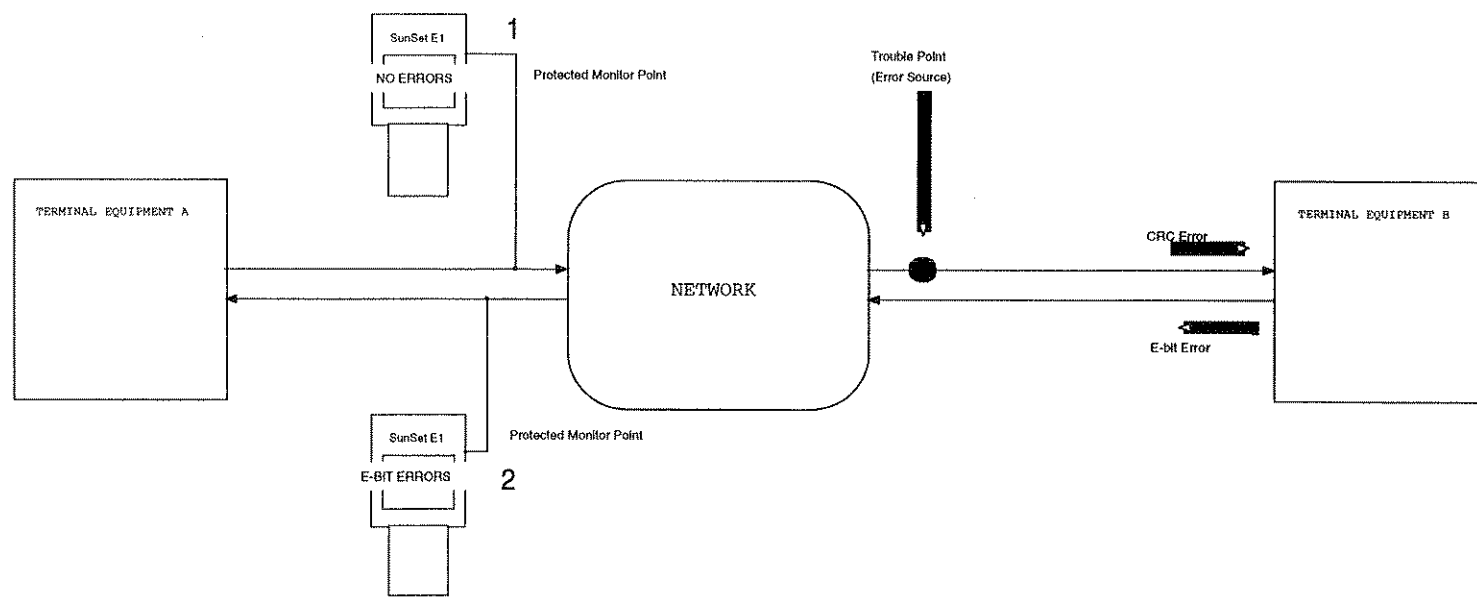 SunSet E1
NO ERRORS
1
Protected Monitor Point
Trouble Point
(Error Source)
TERMINAL EQUIPMENT A
TERMINAL EQUIPMENT B
CRC Error
NETWORK
E-bit Error
SunSet E1
E-BIT ERRORS
Protected Monitor Point
2